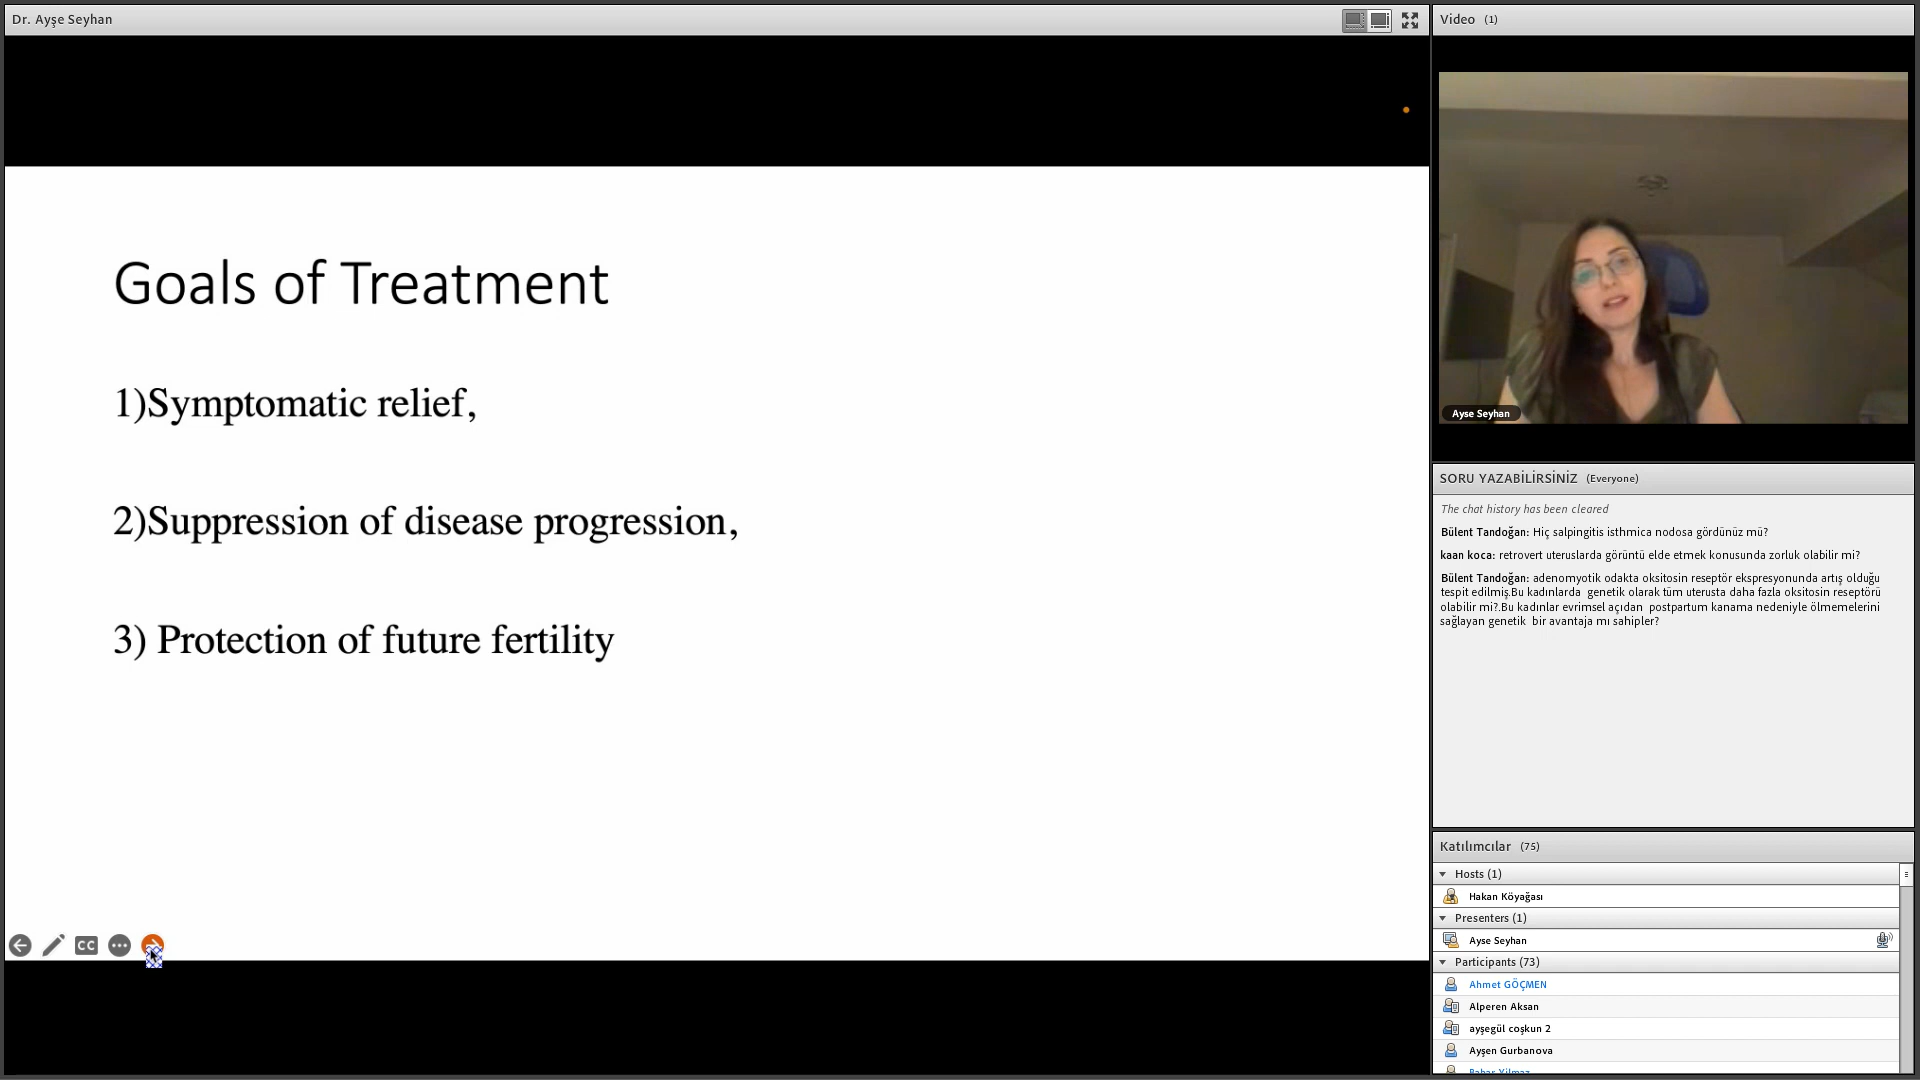 Dr. Ayşe Seyhan
Goals of Treatment
1)Symptomatic relief,
2)Suppression of disease progression,
3) Protection of future fertility
CC
Video (1)
Ayse Seyhan
SORU YAZABİLİRSİNİZ (Everyone)
The chat history has been cleared
Bülent Tandoğan: Hiç salpingitis isthmica nodosa gördünüz mü?
kaan koca: retrovert uteruslarda görüntü elde etmek konusunda zorluk olabilir mi?
Bülent Tandoğan: adenomyotik odakta oksitosin reseptör ekspresyonunda artış olduğu
tespit edilmiş.Bu kadınlarda genetik olarak tüm uterusta daha fazla oksitosin reseptörü
olabilir mi?.Bu kadınlar evrimsel açıdan postpartum kanama nedeniyle ölmemelerini
sağlayan genetik bir avantaja mı sahipler?
Katılımcılar (75)
Hosts (1)
Hakan Köyağası
Presenters (1)
Ayse Seyhan
Participants (73)
Ahmet GÖÇMEN
Alperen Aksan
ayşegül coşkun 2
Ayşen Gurbanova
Bahar Yilmaz